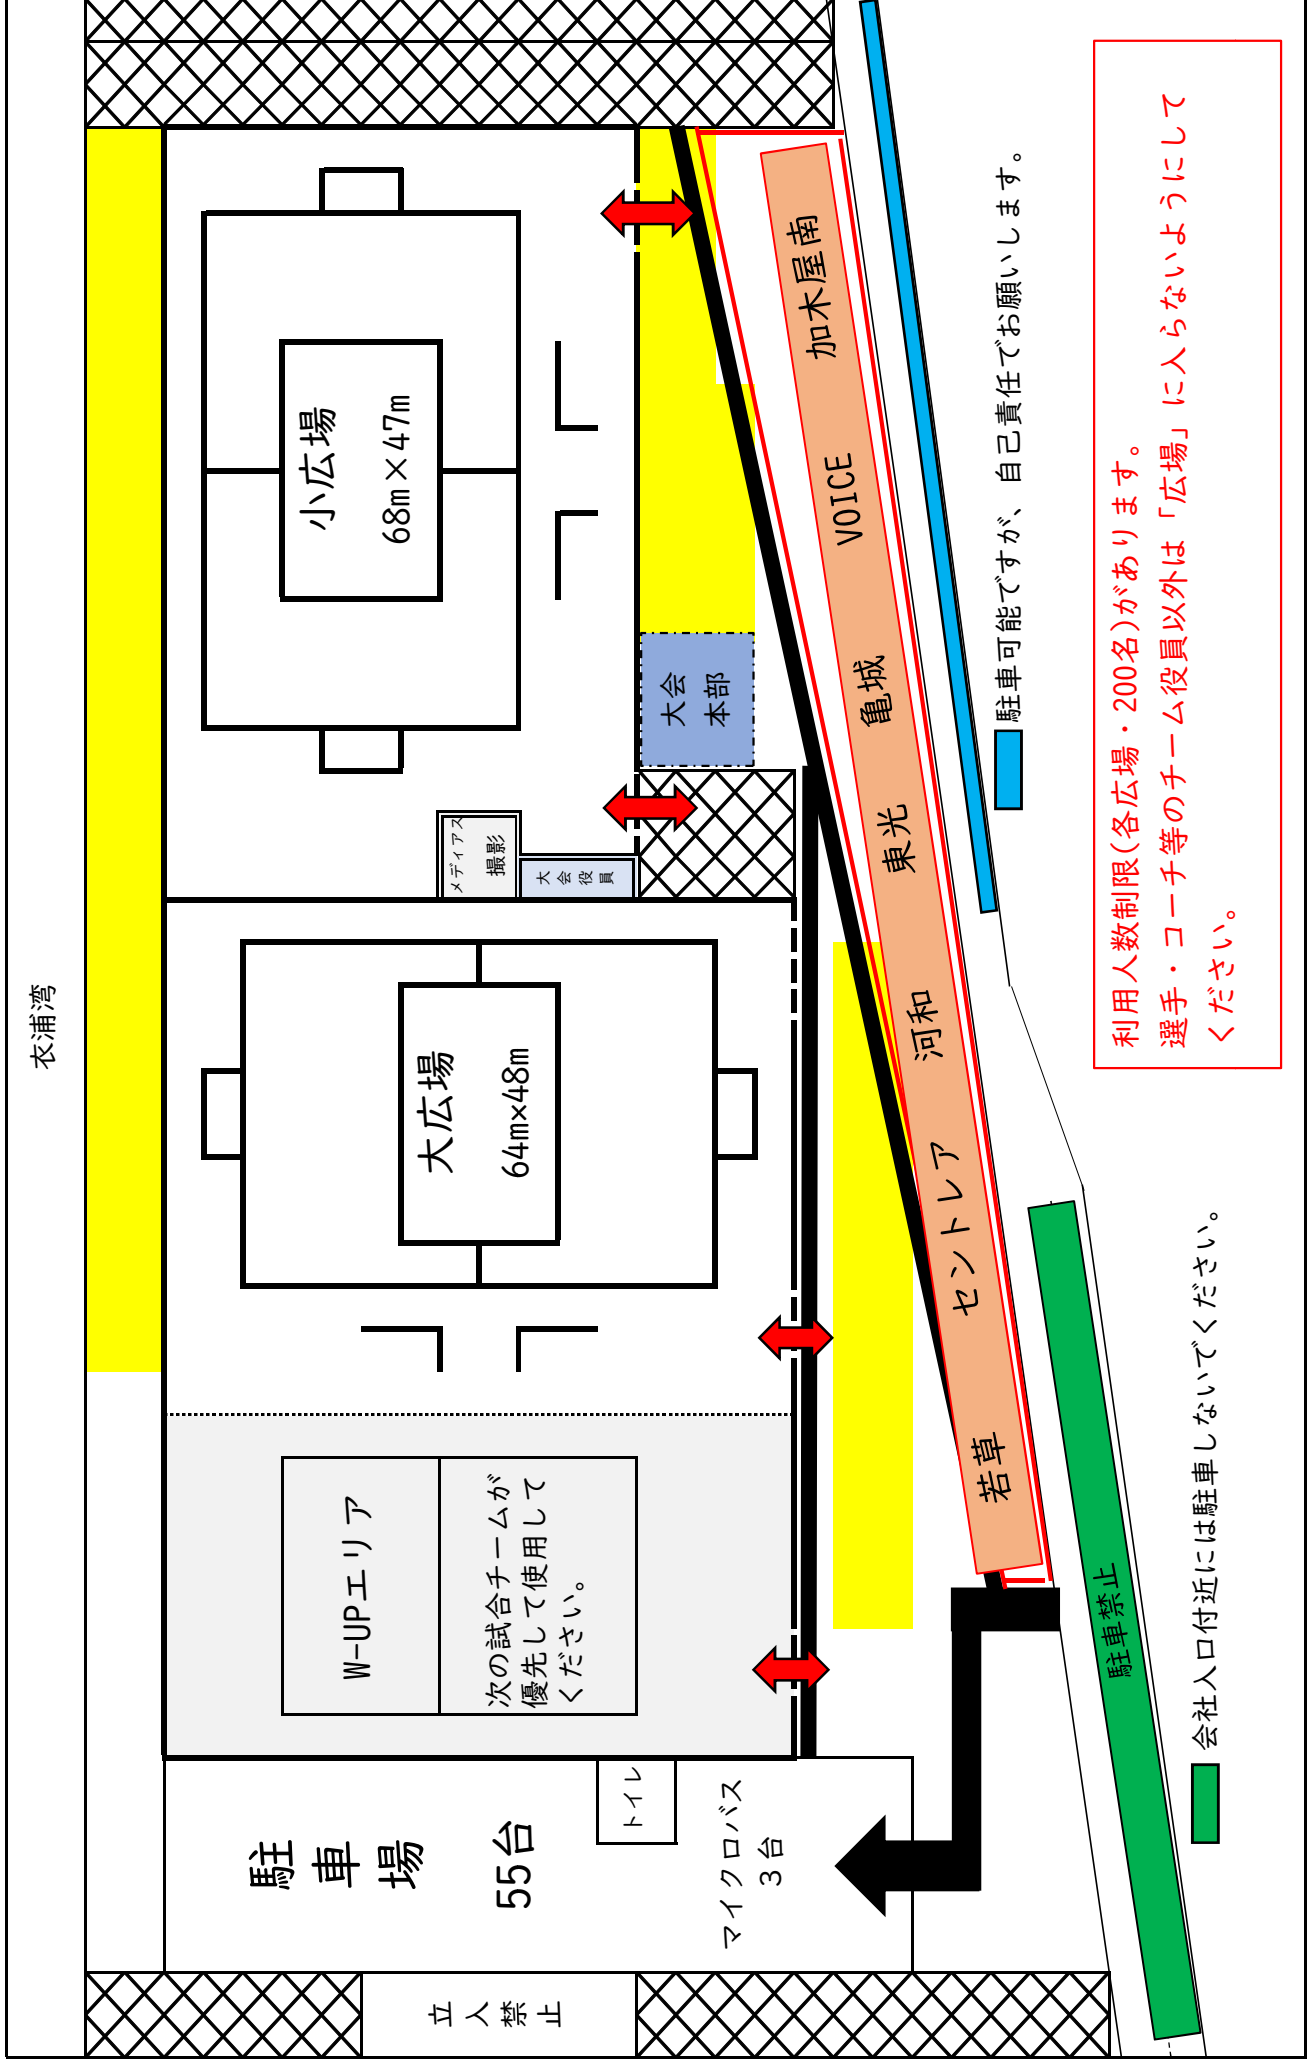 衣浦湾
駐車場
55台
トイレ
マイクロバス
３台
立入禁止
W-UPエリア
次の試合チームが
優先して使用して
ください。
大広場
64m×48m
メディアス
撮影
大会役員
小広場
68m×47m
大会
本部
若草
セントレア
河和
東光
亀城
VOICE
加木屋南
駐車禁止
駐車可能ですが、自己責任でお願いします。
会社入口付近には駐車しないでください。
利用人数制限(各広場・200名)があります。
選手・コーチ等のチーム役員以外は「広場」に入らないようにして
ください。